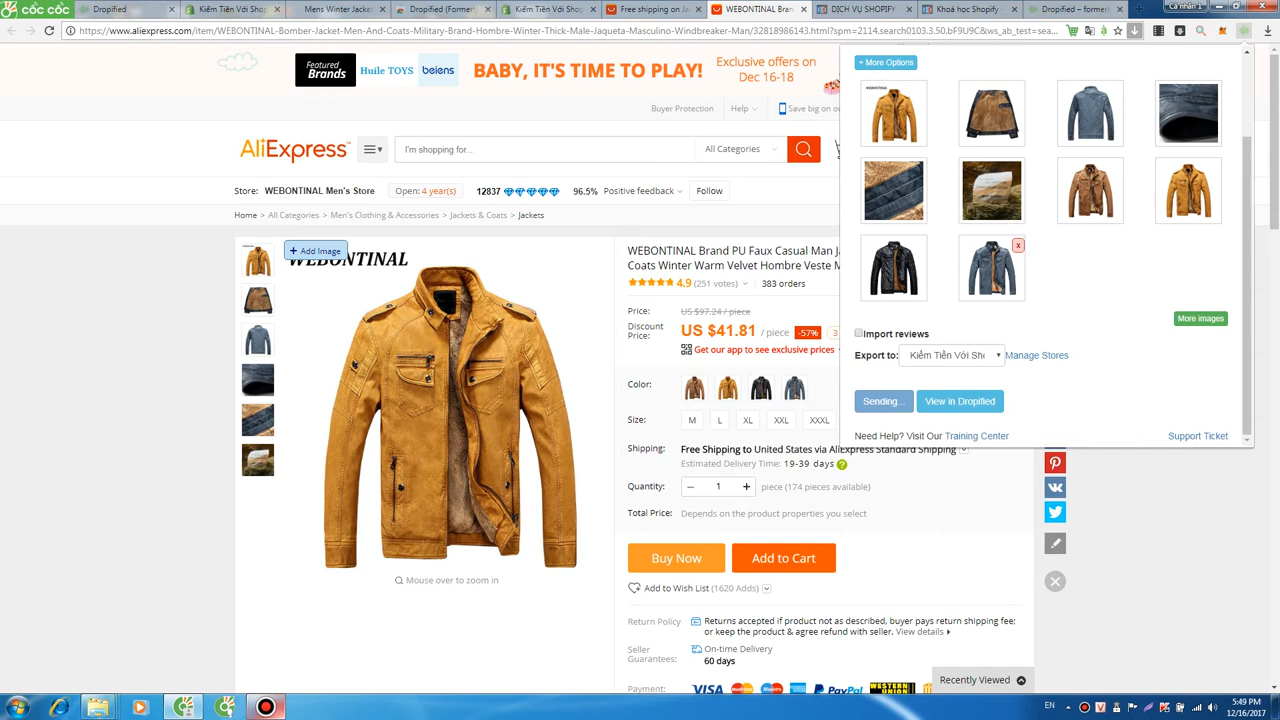 CỐC CỐC
Dropified
Kiếm Tiền Với Shop
Mens Winter Jacket
Dropified (Formerl
Kiếm Tiền Với Shop
Free shipping on Ja
WEBONTINAL Bran
DỊCH VỤ SHOPIFY
Khoá học Shopify -
Dropified – formerl
Cá nhân 1
https://www.aliexpress.com/item/WEBONTINAL-Bomber-Jacket-Men-And-Coats-Military-Brand-Hombre-Winter-Thick-Male-Jaqueta-Masculino-Windbreaker-Man/32818986143.html?spm=2114.search0103.3.50.bF9U9C&ws_ab_test=sea...
Featured Brands
Huile TOYS
beiens
BABY, IT'S TIME TO PLAY!
Exclusive offers on
Dec 16-18
+ More Options
Buyer Protection
Help
Save big on o
AliExpress
I'm shopping for...
All Categories
Store: WEBONTINAL Men's Store
Open: 4 year(s)
12837
96.5% Positive feedback
Follow
Home > All Categories > Men's Clothing & Accessories > Jackets & Coats > Jackets
+ Add Image
WEBONTINAL
WEBONTINAL Brand PU Faux Casual Man J
Coats Winter Warm Velvet Hombre Veste M
4.9 (251 votes)
383 orders
x
Price: US $97.24 / piece
Discount Price: US $41.81 / piece -57% 3
Get our app to see exclusive prices
More images
Import reviews
Export to: Kiếm Tiền Với Sho Manage Stores
Color:
Size: M L XL XXL XXXL
Sending... View in Dropified
Need Help? Visit Our Training Center Support Ticket
Shipping: Free Shipping to United States via AliExpress Standard Shipping
Estimated Delivery Time: 19-39 days ?
Quantity: − 1 + piece (174 pieces available)
Total Price: Depends on the product properties you select
Buy Now
Add to Cart
Mouse over to zoom in
Add to Wish List (1620 Adds)
Return Policy Returns accepted if product not as described, buyer pays return shipping fee;
or keep the product & agree refund with seller. View details
Seller Guarantees: On-time Delivery
60 days
Payment: VISA PayPal WESTERN UNION
Recently Viewed
EN
5:49 PM
12/16/2017